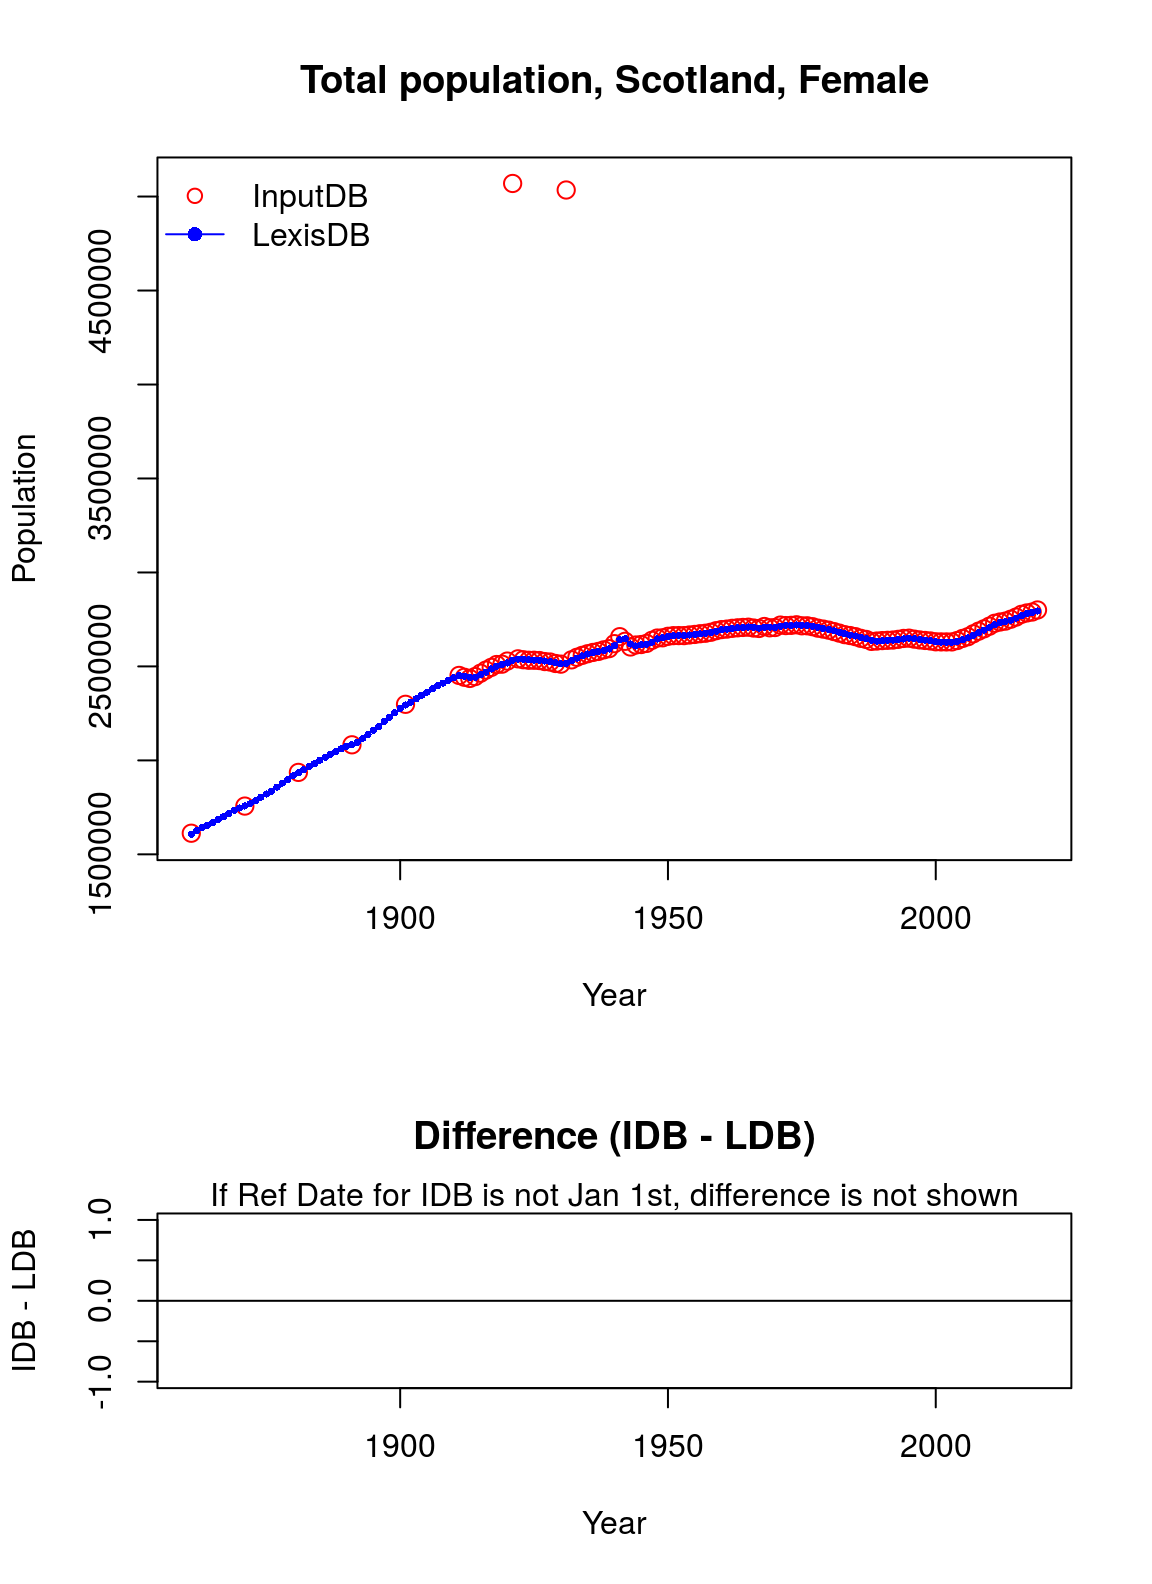 Total population, Scotland, Female
InputDB
LexisDB
Population
4500000
3500000
2500000
1500000
1900 1950 2000
Year
Difference (IDB - LDB)
If Ref Date for IDB is not Jan 1st, difference is not shown
IDB - LDB
1.0
0.0
-1.0
1900 1950 2000
Year